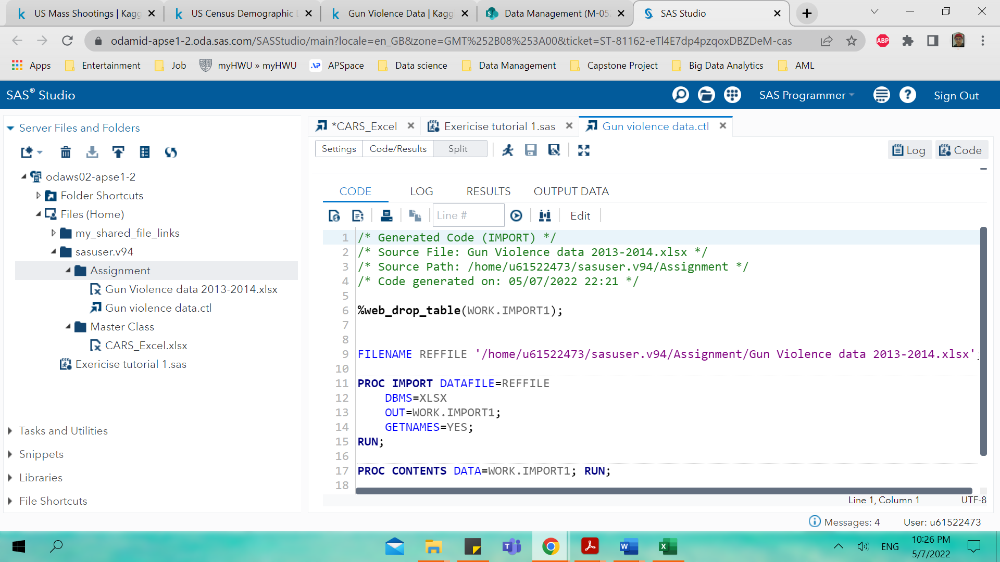 US Mass Shootings | Kagg
US Census Demographic
Gun Violence Data | Kagg
Data Management (M-05
SAS Studio
odamid-apse1-2.oda.sas.com/SASStudio/main?locale=en_GB&zone=GMT%252B08%253A00&ticket=ST-81162-eTl4E7dp4pzqoxDBZDeM-cas
ABP
Apps
Entertainment
Job
myHWU » myHWU
APSpace
Data science
Data Management
Capstone Project
Big Data Analytics
AML
SAS® Studio
SAS Programmer
Sign Out
Server Files and Folders
odaws02-apse1-2
Folder Shortcuts
Files (Home)
my_shared_file_links
sasuser.v94
Assignment
Gun Violence data 2013-2014.xlsx
Gun violence data.ctl
Master Class
CARS_Excel.xlsx
Exericise tutorial 1.sas
Tasks and Utilities
Snippets
Libraries
File Shortcuts
*CARS_Excel
Exericise tutorial 1.sas
Gun violence data.ctl
Settings
Code/Results
Split
Log
Code
CODE
LOG
RESULTS
OUTPUT DATA
Line #
Edit
1 /* Generated Code (IMPORT) */
2 /* Source File: Gun Violence data 2013-2014.xlsx */
3 /* Source Path: /home/u61522473/sasuser.v94/Assignment */
4 /* Code generated on: 05/07/2022 22:21 */
5
6 %web_drop_table(WORK.IMPORT1);
7
8
9 FILENAME REFFILE '/home/u61522473/sasuser.v94/Assignment/Gun Violence data 2013-2014.xlsx';
10
11 PROC IMPORT DATAFILE=REFFILE
12 DBMS=XLSX
13 OUT=WORK.IMPORT1;
14 GETNAMES=YES;
15 RUN;
16
17 PROC CONTENTS DATA=WORK.IMPORT1; RUN;
18
Line 1, Column 1
UTF-8
Messages: 4
User: u61522473
ENG
10:26 PM
5/7/2022